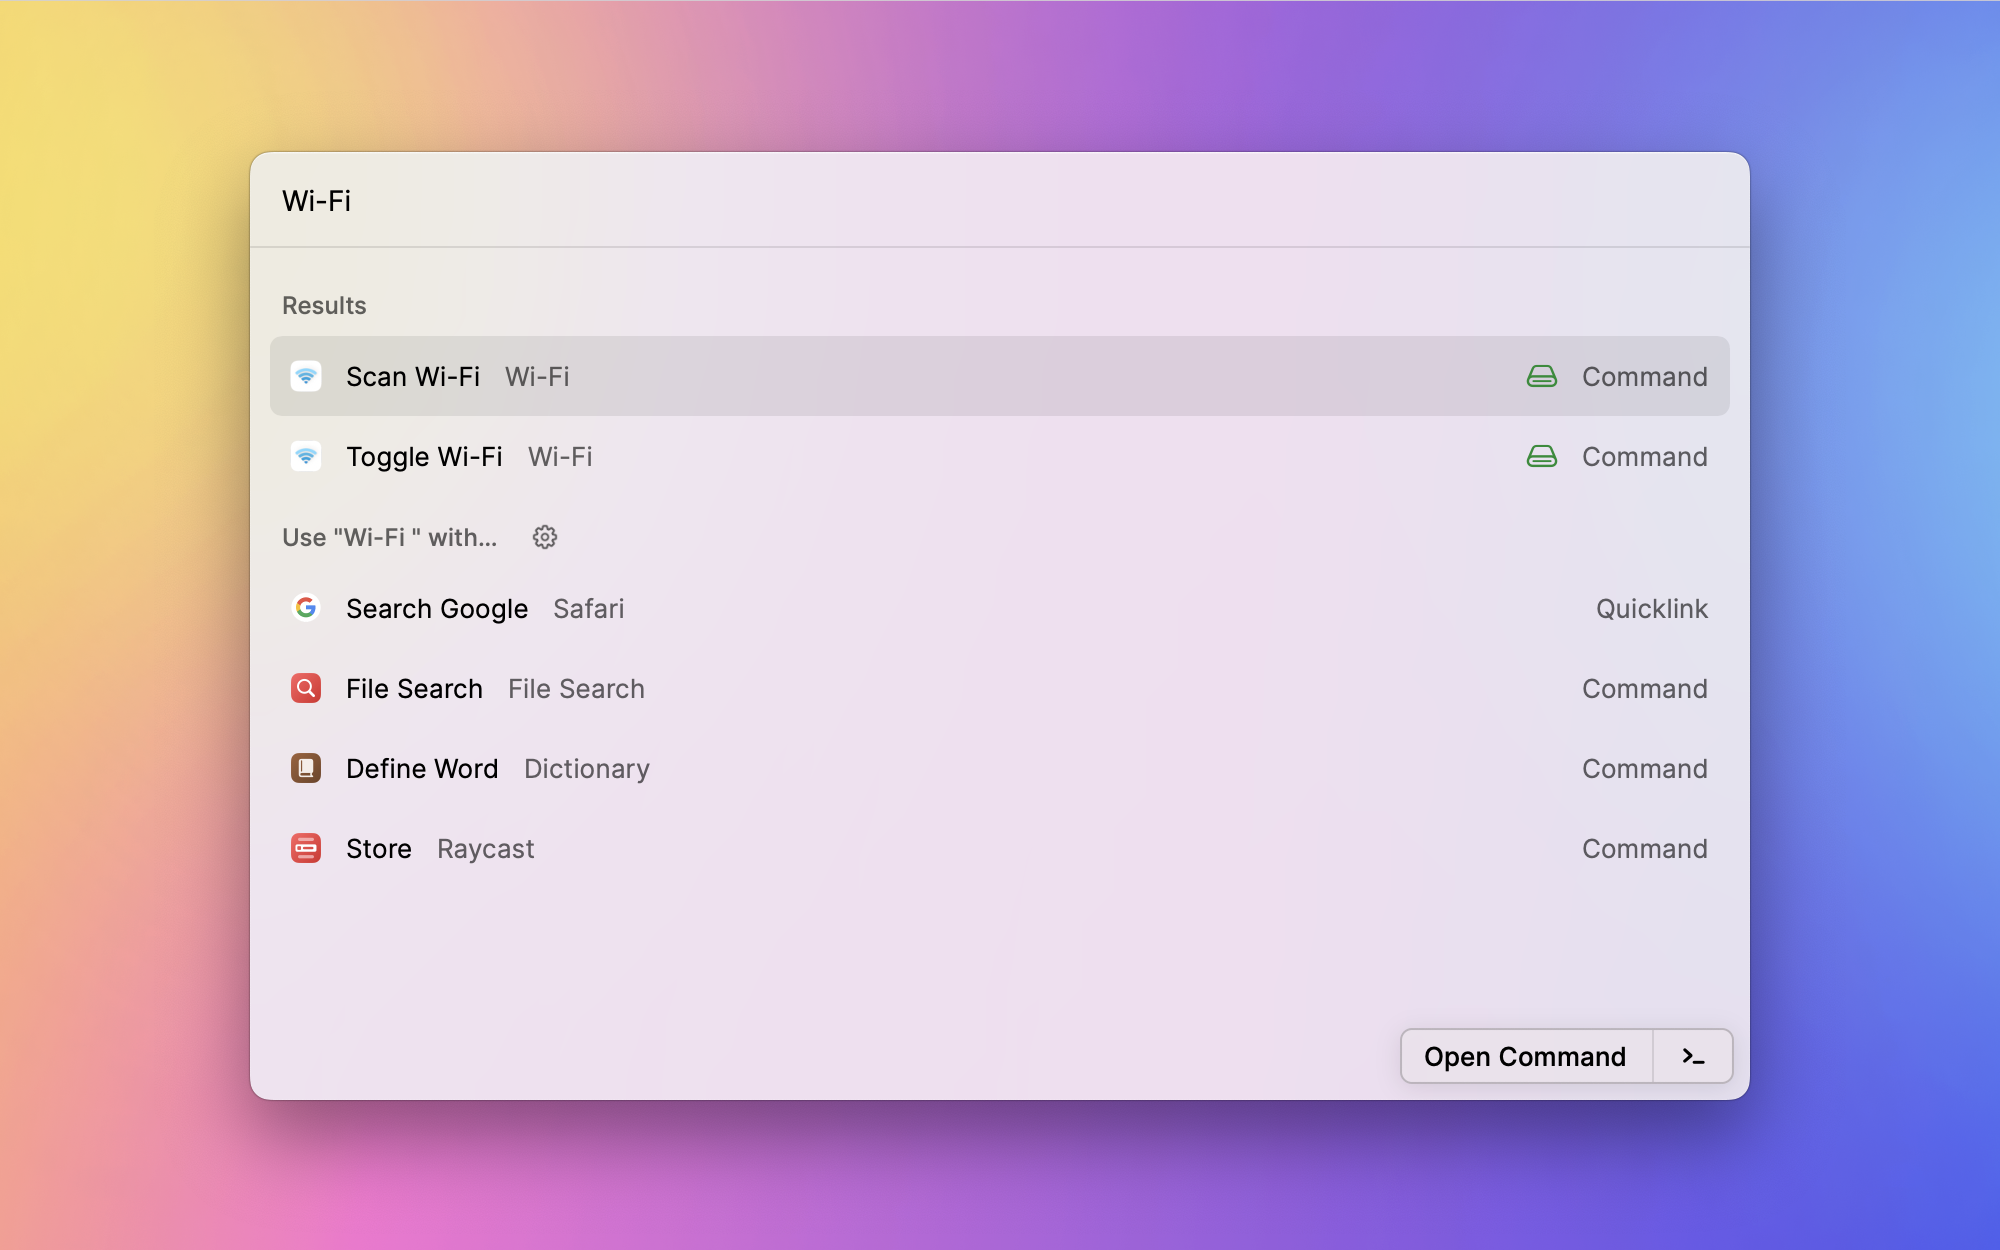 Wi-Fi
Results
Scan Wi-Fi Wi-Fi Command
Toggle Wi-Fi Wi-Fi Command
Use "Wi-Fi " with...
Search Google Safari Quicklink
File Search File Search Command
Define Word Dictionary Command
Store Raycast Command
Open Command >_